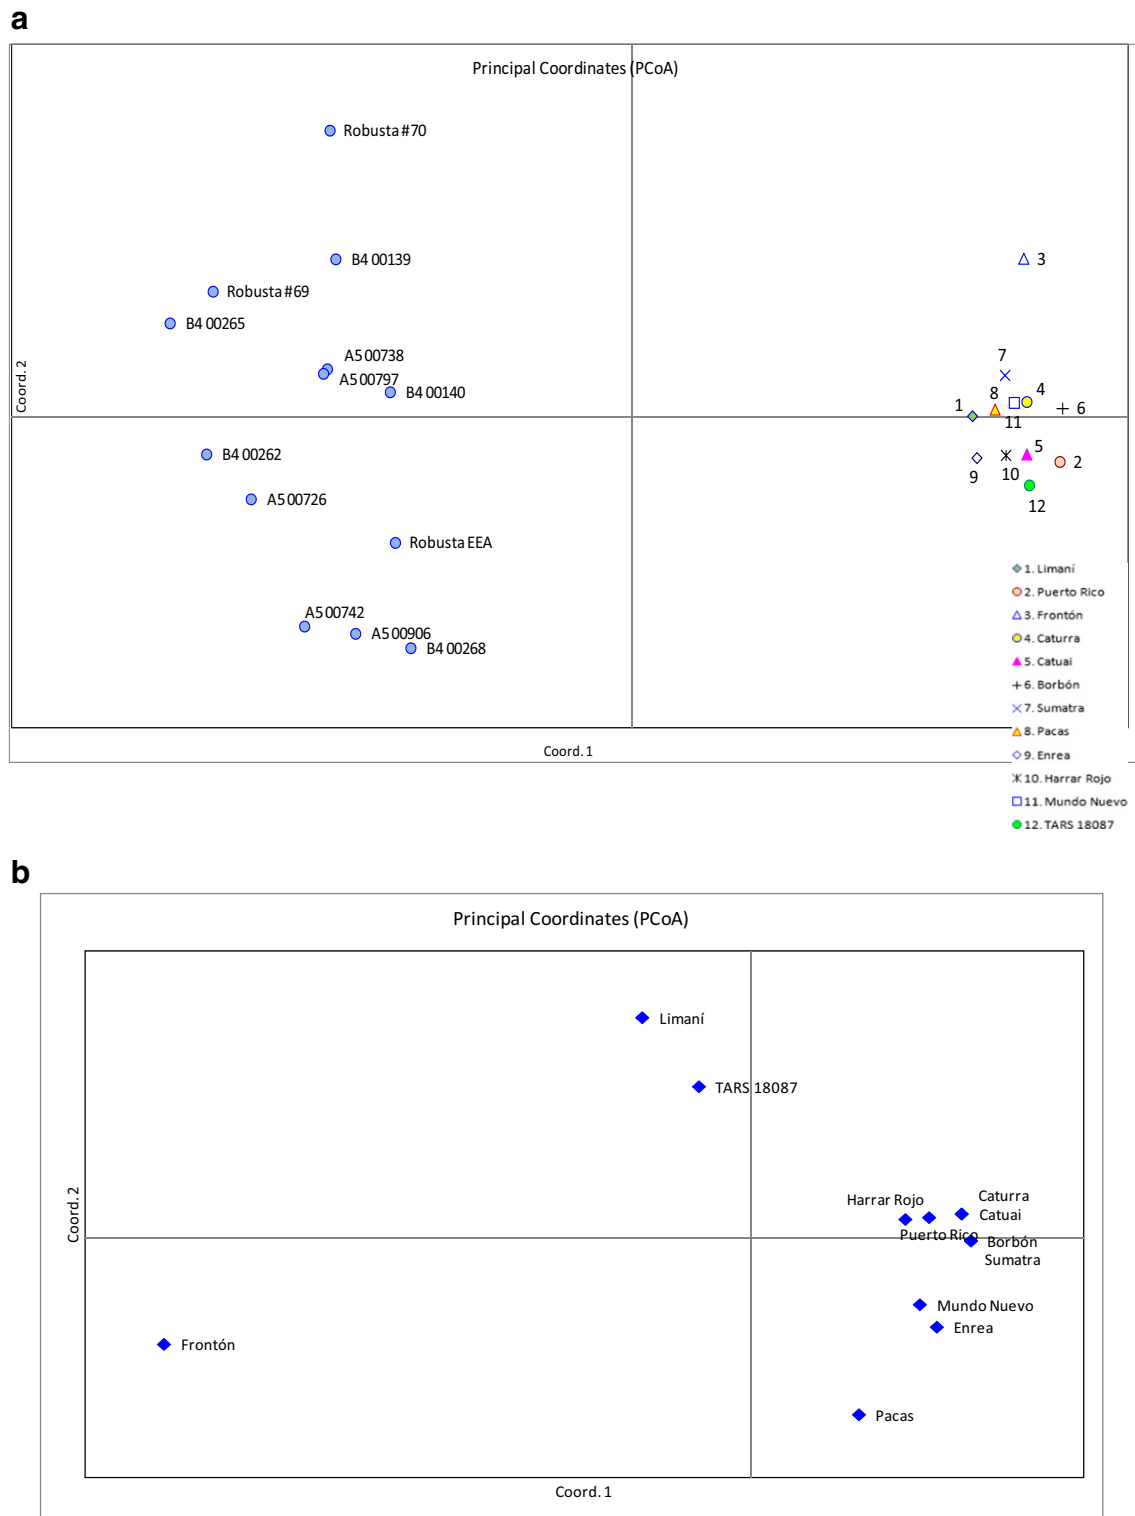 a
Principal Coordinates (PCoA)
Robusta #70
B4 00139
3
Robusta #69
B4 00265
A5 00738
7
A5 00797
B4 00140
8
4
1
6
11
Coord. 2
B4 00262
5
2
9
10
A5 00726
12
Robusta EEA
1. Limaní
2. Puerto Rico
A5 00742
3. Frontón
A5 00906
4. Caturra
B4 00268
5. Catuai
6. Borbón
7. Sumatra
8. Pacas
Coord. 1
9. Enrea
10. Harrar Rojo
11. Mundo Nuevo
12. TARS 18087
b
Principal Coordinates (PCoA)
Limaní
TARS 18087
Coord. 2
Harrar Rojo
Caturra
Catuai
Puerto Rico
Borbón
Sumatra
Mundo Nuevo
Enrea
Frontón
Pacas
Coord. 1